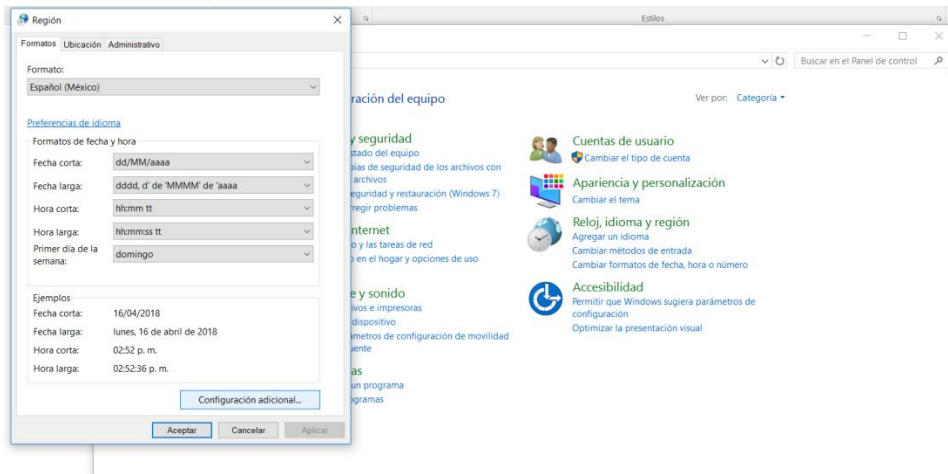 Región
Formatos Ubicación Administrativo
Formato:
Español (México)
Preferencias de idioma
Formatos de fecha y hora
Fecha corta: dd/MM/aaaa
Fecha larga: dddd, d' de 'MMMM' de 'aaaa
Hora corta: hh:mm tt
Hora larga: hh:mm:ss tt
Primer día de la
semana: domingo
Ejemplos
Fecha corta: 16/04/2018
Fecha larga: lunes, 16 de abril de 2018
Hora corta: 02:52 p. m.
Hora larga: 02:52:36 p. m.
Configuración adicional...
Aceptar Cancelar Aplicar
Estilos
Buscar en el Panel de control
ración del equipo
Ver por: Categoría
y seguridad
stado del equipo
ias de seguridad de los archivos con
archivos
eguridad y restauración (Windows 7)
regir problemas
nternet
o y las tareas de red
o en el hogar y opciones de uso
e y sonido
ivos e impresoras
dispositivo
ámetros de configuración de movilidad
uente
as
un programa
ogramas
Cuentas de usuario
Cambiar el tipo de cuenta
Apariencia y personalización
Cambiar el tema
Reloj, idioma y región
Agregar un idioma
Cambiar métodos de entrada
Cambiar formatos de fecha, hora o número
Accesibilidad
Permitir que Windows sugiera parámetros de
configuración
Optimizar la presentación visual